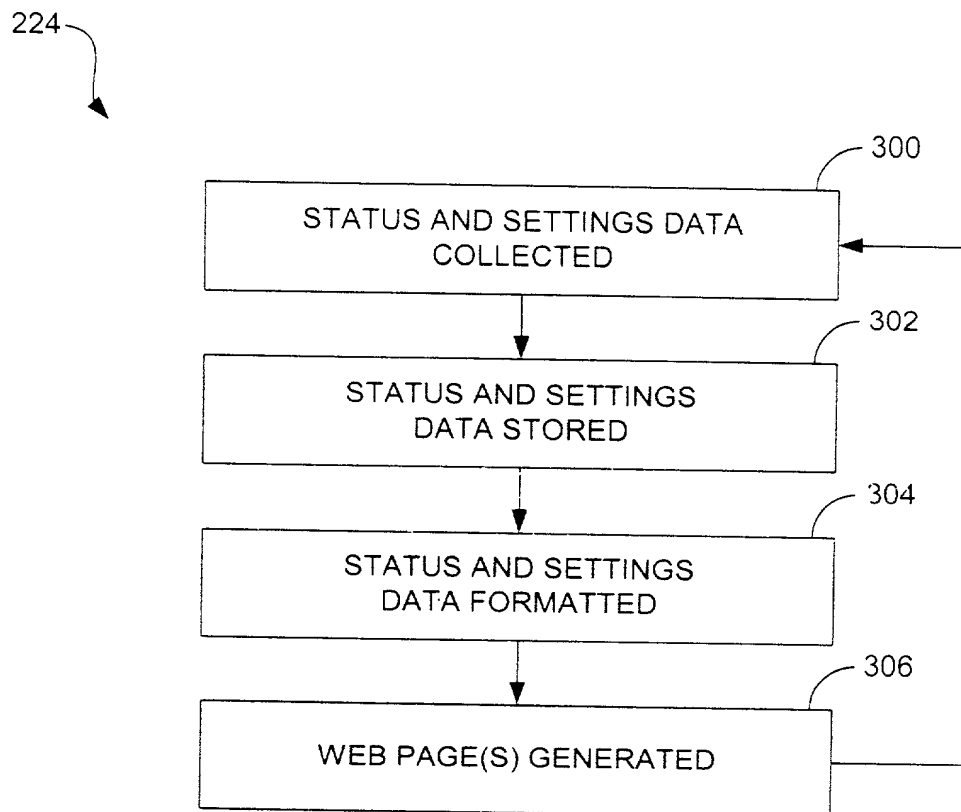 224
300
STATUS AND SETTINGS DATA
COLLECTED
302
STATUS AND SETTINGS
DATA STORED
304
STATUS AND SETTINGS
DATA FORMATTED
306
WEB PAGE(S) GENERATED